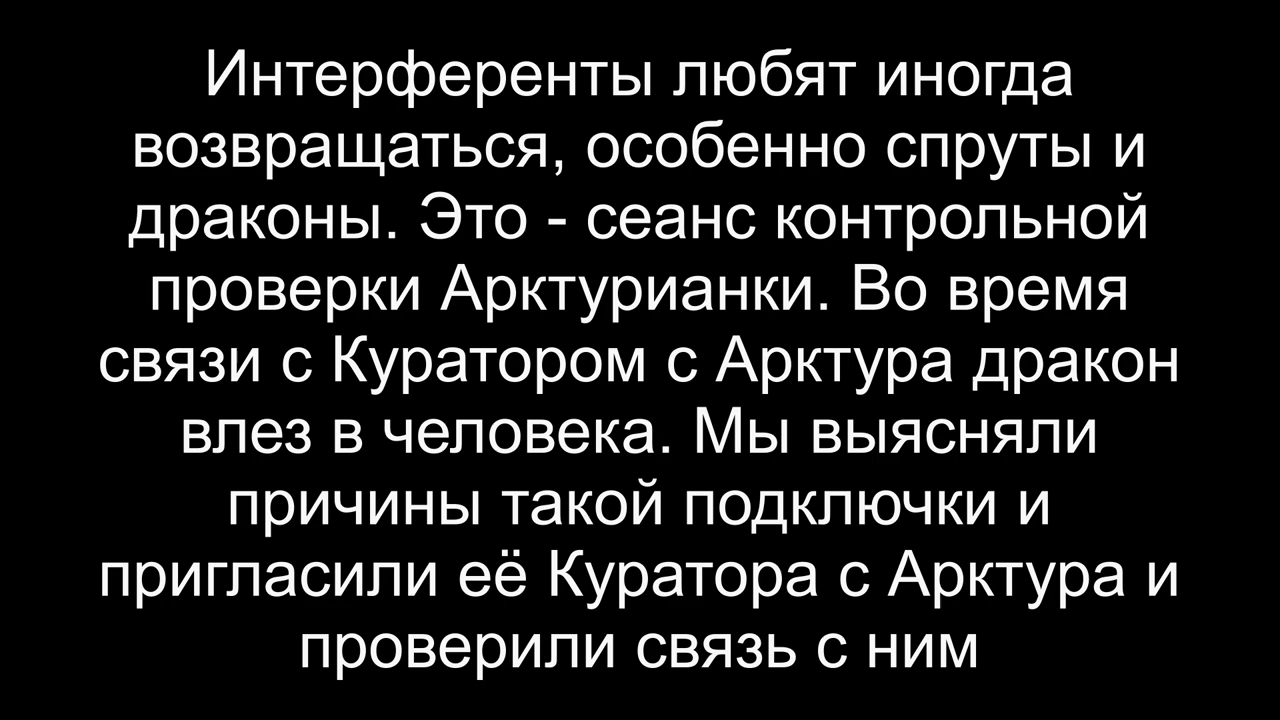 Интерференты любят иногда
возвращаться, особенно спруты и
драконы. Это - сеанс контрольной
проверки Арктурианки. Во время
связи с Куратором с Арктура дракон
влез в человека. Мы выясняли
причины такой подключки и
пригласили её Куратора с Арктура и
проверили связь с ним